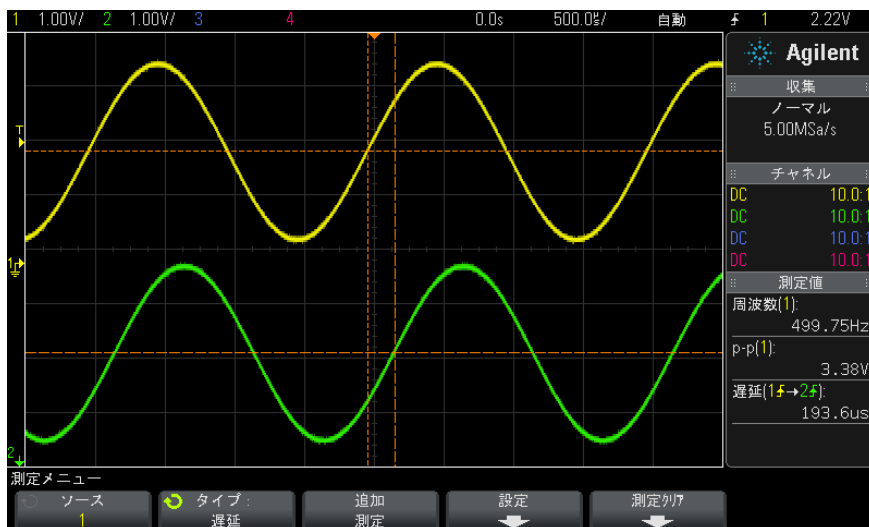 1 1.00V/ 2 1.00V/ 3 4 0.0s 500.0㎲/ 自動 1 2.22V
Agilent
収集
ノーマル
5.00MSa/s
チャネル
DC 10.0:1
DC 10.0:1
DC 10.0:1
DC 10.0:1
測定値
周波数(1):
499.75Hz
p-p(1):
3.38V
遅延(1→2):
193.6us
T
1
2
測定メニュー
ソース
1
タイプ:
遅延
追加
測定
設定
測定クリア